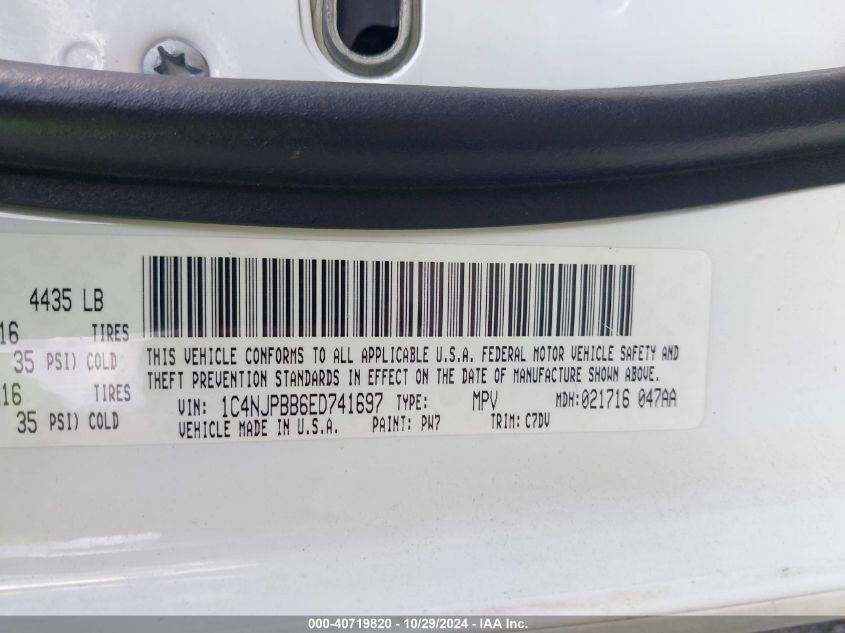 4435 LB
16 TIRES
35 PSI) COLD
16 TIRES
35 PSI) COLD
THIS VEHICLE CONFORMS TO ALL APPLICABLE U.S.A. FEDERAL MOTOR VEHICLE SAFETY AND
THEFT PREVENTION STANDARDS IN EFFECT ON THE DATE OF MANUFACTURE SHOWN ABOVE.
VIN: 1C4NJPBB6ED741697 TYPE: MPV MDH:021716 047AA
VEHICLE MADE IN U.S.A. PAINT: PW7 TRIM: C7DV
000-40719820 - 10/29/2024 - IAA Inc.